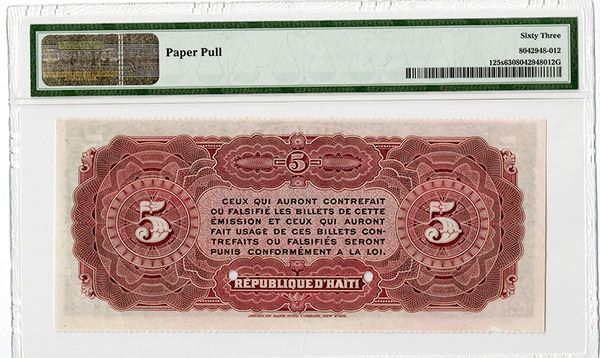 Paper Pull
Sixty Three
8042948-012
125s6308042948012G
5
CEUX QUI AURONT CONTREFAIT
OU FALSIFIÉ LES BILLETS DE CETTE
ÉMISSION ET CEUX QUI AURONT
FAIT USAGE DE CES BILLETS CON-
TREFAITS OU FALSIFIÉS SERONT
PUNIS CONFORMÉMENT A LA LOI.
5
5
RÉPUBLIQUE D'HAÏTI
AMERICAN BANK NOTE COMPANY, NEW YORK.